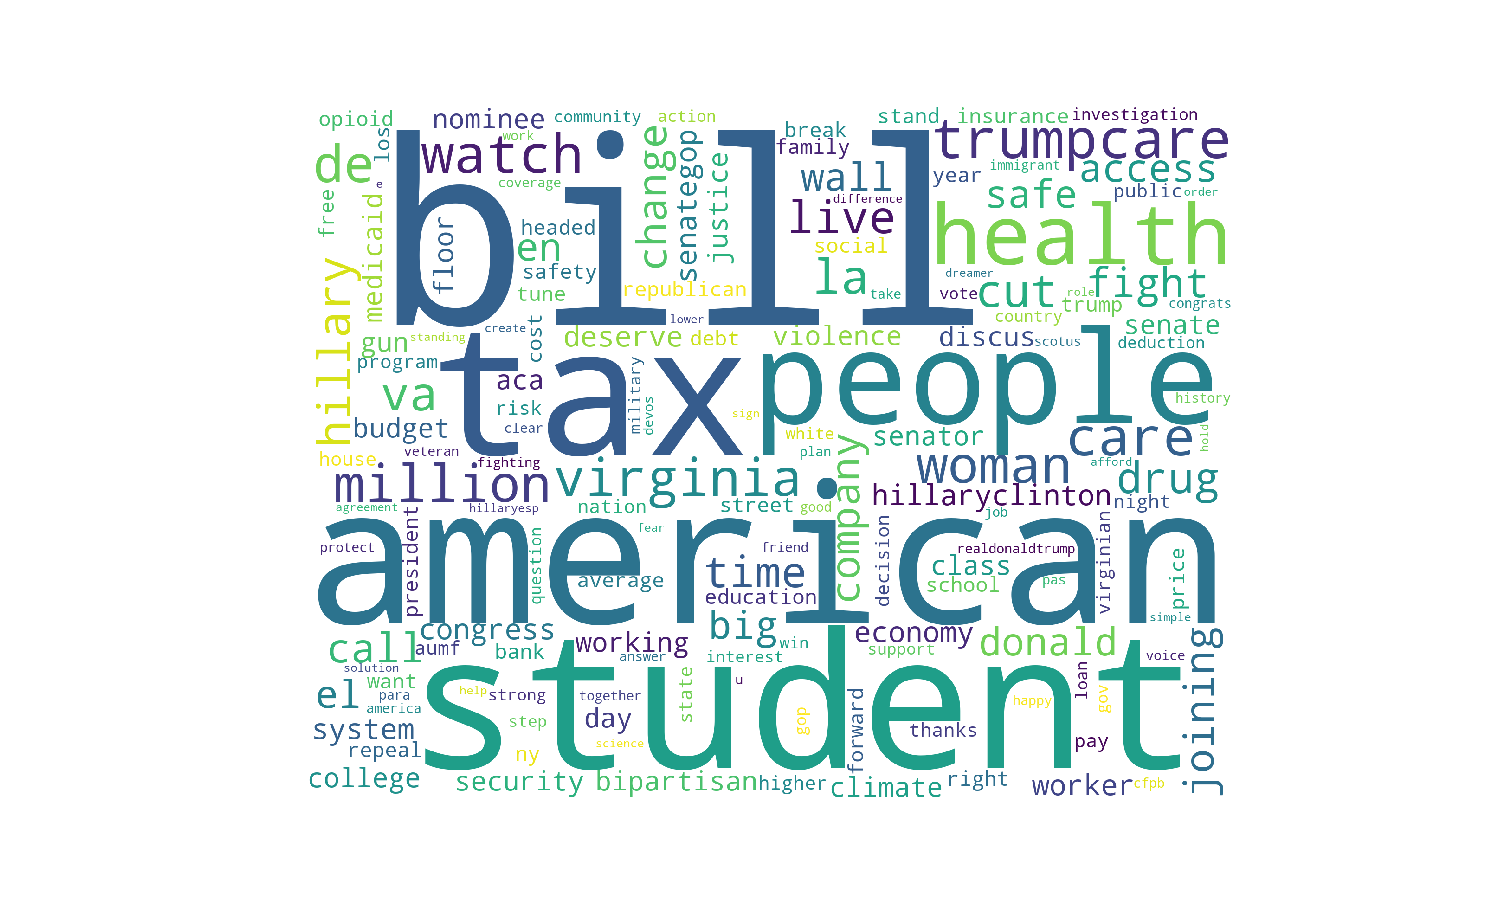 opioid
nominee
community
action
stand
insurance
investigation
de
los
watch
work
change
senategop
justice
break
family
trumpcare
bill
e
coverage
wall
year
immigrant
access
safe
public
order
free
hillary
medicaid
floor
headed
en
safety
tune
republican
live
difference
social
la
take
health
dreamer
vote
cut
role
trump
fight
congrats
country
senate
deduction
standing
create
cost
lower
deserve
debt
violence
discus
scotus
gun
program
va
aca
tax
people
risk
clear
military
devos
sign
history
budget
house
veteran
fighting
white
plan
company
senator
care
hold
afford
woman
drug
million
virginia
hillaryclinton
night
agreement
hillaryesp
nation
street
good
job
american
protect
president
question
fear
friend
average
time
education
decision
realdonaldtrump
class
school
pas
virginian
price
simple
call
congress
aumf
bank
working
answer
big
interest
win
economy
support
donald
voice
joining
solution
want
el
para
america
student
help
strong
together
u
state
step
day
gop
forward
happy
loan
gov
system
repeal
ny
science
thanks
pay
college
security
bipartisan
higher
climate
right
worker
cfpb